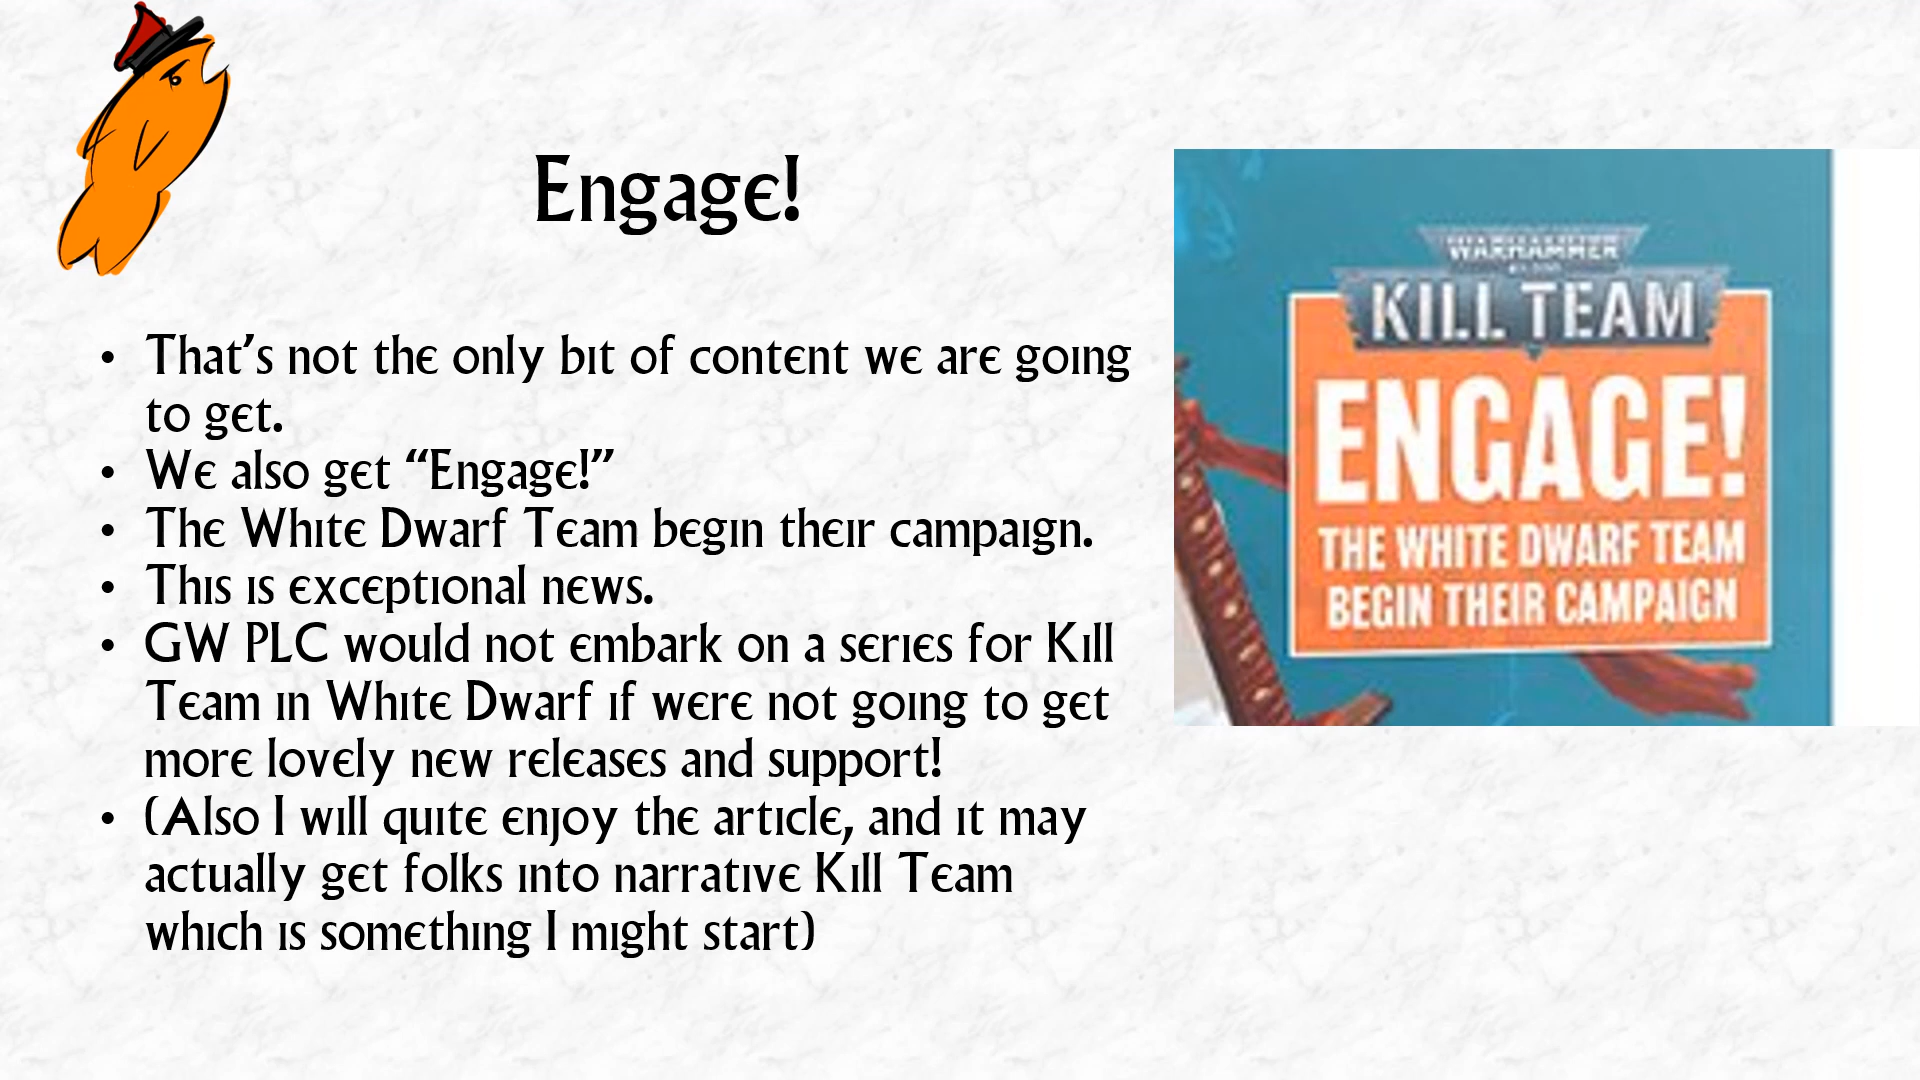 Engage!
• That’s not the only bit of content we are going
to get.
• We also get “Engage!”
• The White Dwarf Team begin their campaign.
• This is exceptional news.
• GW PLC would not embark on a series for Kill
Team in White Dwarf if were not going to get
more lovely new releases and support!
• (Also I will quite enjoy the article, and it may
actually get folks into narrative Kill Team
which is something I might start)
WARHAMMER
KILL TEAM
ENGAGE!
THE WHITE DWARF TEAM
BEGIN THEIR CAMPAIGN